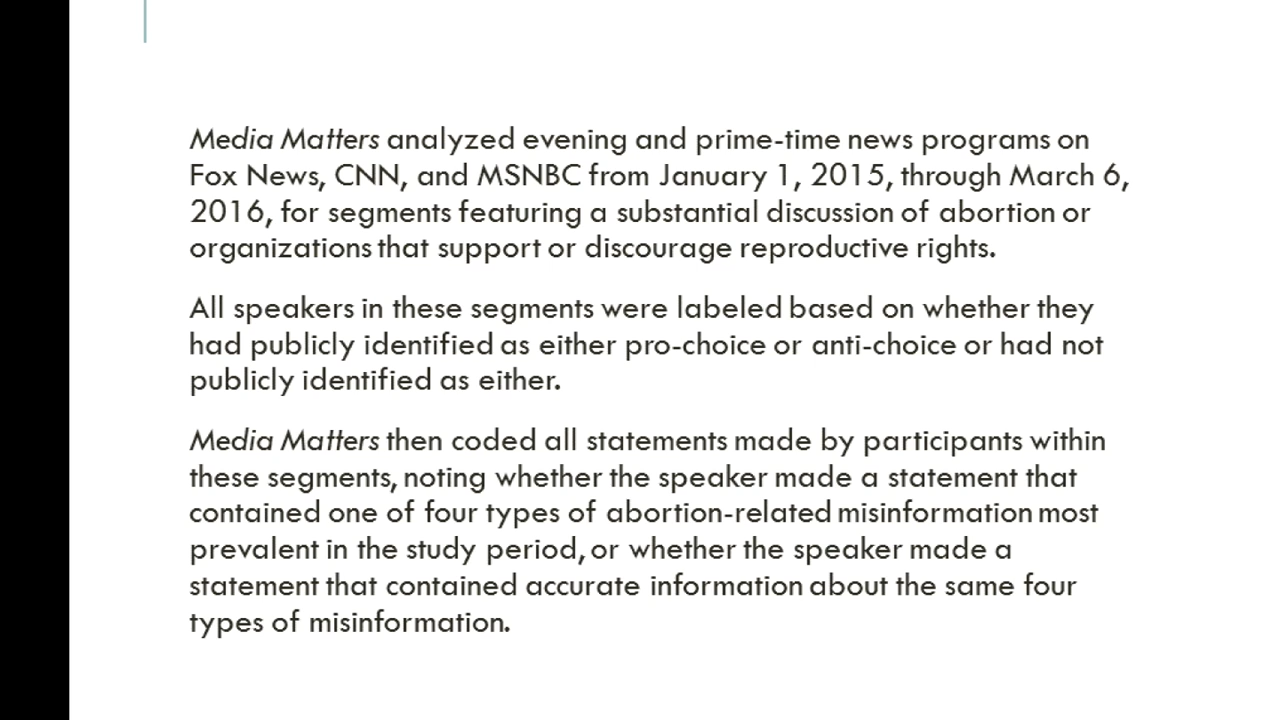 Media Matters analyzed evening and prime-time news programs on
Fox News, CNN, and MSNBC from January 1, 2015, through March 6,
2016, for segments featuring a substantial discussion of abortion or
organizations that support or discourage reproductive rights.
All speakers in these segments were labeled based on whether they
had publicly identified as either pro-choice or anti-choice or had not
publicly identified as either.
Media Matters then coded all statements made by participants within
these segments, noting whether the speaker made a statement that
contained one of four types of abortion-related misinformation most
prevalent in the study period, or whether the speaker made a
statement that contained accurate information about the same four
types of misinformation.